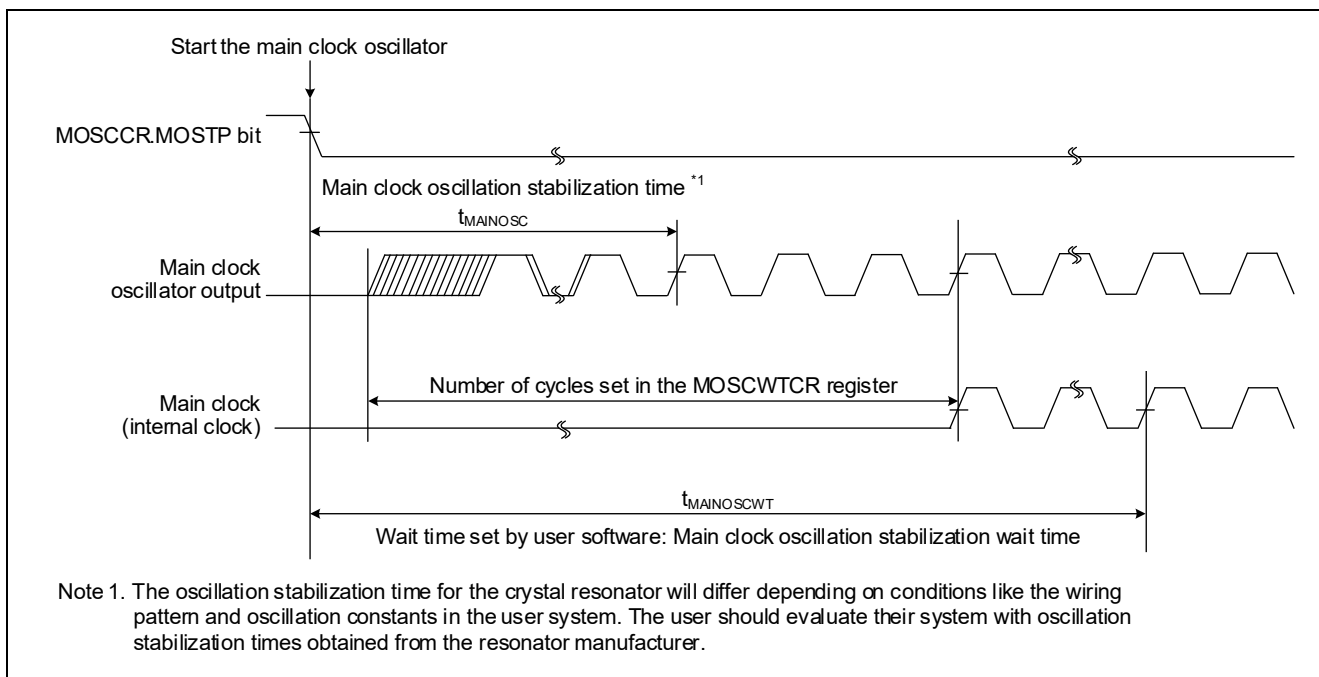 Start the main clock oscillator
MOSCCR.MOSTP bit
Main clock oscillation stabilization time *1
tMAINOSC
Main clock
oscillator output
Number of cycles set in the MOSCWTCR register
Main clock
(internal clock)
tMAINOSCWT
Wait time set by user software: Main clock oscillation stabilization wait time
Note 1. The oscillation stabilization time for the crystal resonator will differ depending on conditions like the wiring
pattern and oscillation constants in the user system. The user should evaluate their system with oscillation
stabilization times obtained from the resonator manufacturer.